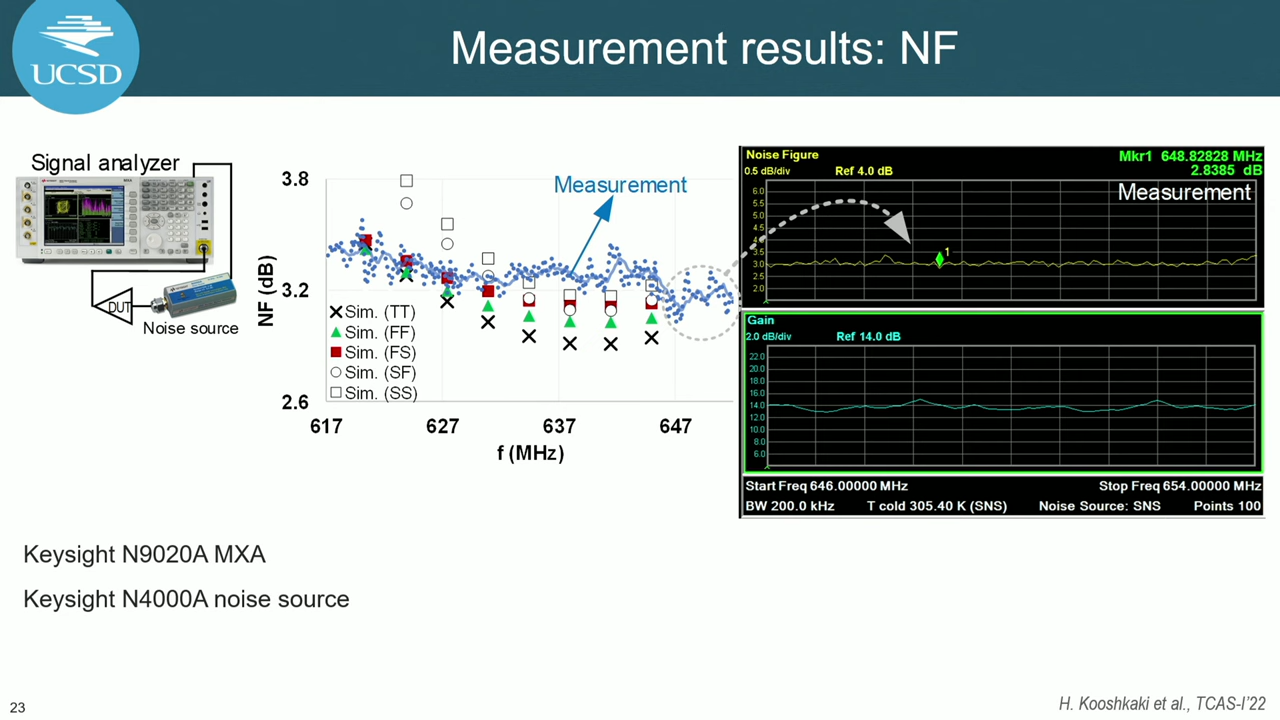 UCSD
Measurement results: NF
Signal analyzer
DUT
Noise source
3.8
3.2
2.6
NF (dB)
Measurement
Sim. (TT)
Sim. (FF)
Sim. (FS)
Sim. (SF)
Sim. (SS)
617 627 637 647
f (MHz)
Noise Figure
Mkr1 648.82828 MHz
2.8385 dB
0.5 dB/div Ref 4.0 dB
Measurement
6.0
5.5
5.0
4.5
3.5
3.0
2.5
2.0
1
Gain
2.0 dB/div Ref 14.0 dB
22.0
20.0
18.0
16.0
14.0
12.0
10.0
8.0
6.0
Start Freq 646.00000 MHz Stop Freq 654.00000 MHz
BW 200.0 kHz T cold 305.40 K (SNS) Noise Source: SNS Points 100
Keysight N9020A MXA
Keysight N4000A noise source
23
H. Kooshkaki et al., TCAS-I'22